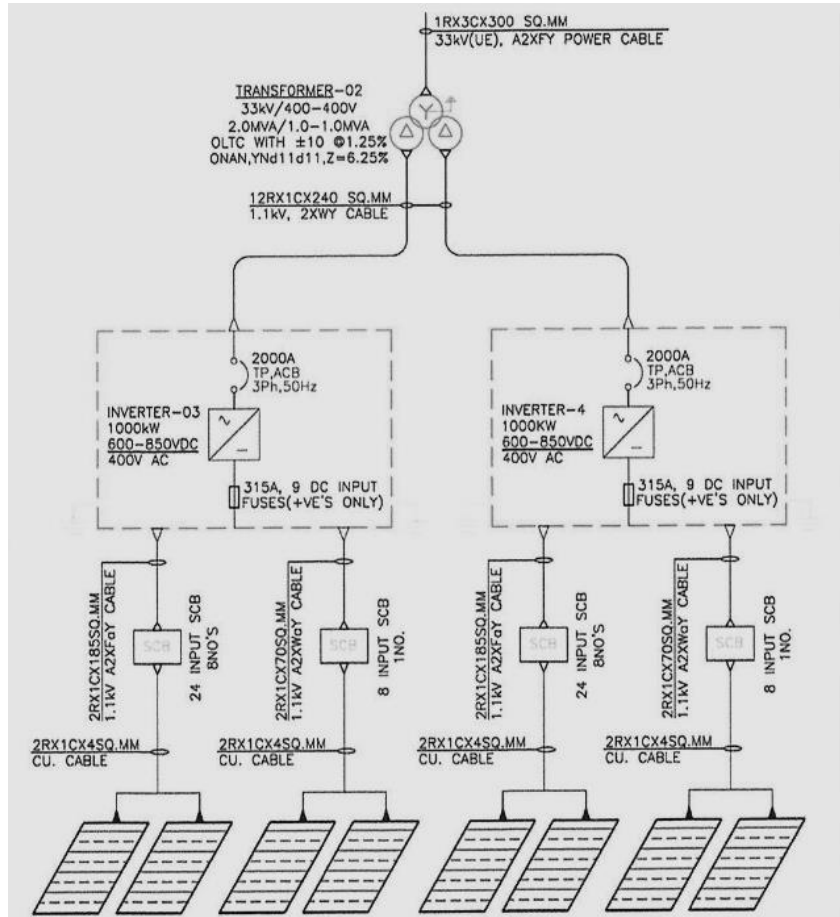 1RX3CX300 SQ.MM
33kV(UE), A2XFY POWER CABLE
TRANSFORMER-02
33kV/400-400V
2.0MVA/1.0-1.0MVA
OLTC WITH ±10 @1.25%
ONAN,YNd11d11,Z=6.25%
12RX1CX240 SQ.MM
1.1kV, 2XWY CABLE
2000A
TP,ACB
3Ph,50Hz
INVERTER-03
1000kW
600-850VDC
400V AC
315A, 9 DC INPUT
FUSES(+VE'S ONLY)
2000A
TP,ACB
3Ph,50Hz
INVERTER-4
1000KW
600-850VDC
400V AC
315A, 9 DC INPUT
FUSES(+VE'S ONLY)
2RX1CX185SQ.MM
1.1kV A2XFaY CABLE
SCB
24 INPUT SCB
8NO'S
2RX1CX70SQ.MM
1.1kV A2XWaY CABLE
SCB
8 INPUT SCB
1NO.
2RX1CX185SQ.MM
1.1kV A2XFaY CABLE
SCB
24 INPUT SCB
8NO'S
2RX1CX70SQ.MM
1.1kV A2XWaY CABLE
SCB
8 INPUT SCB
1NO.
2RX1CX4SQ.MM
CU. CABLE
2RX1CX4SQ.MM
CU. CABLE
2RX1CX4SQ.MM
CU. CABLE
2RX1CX4SQ.MM
CU. CABLE